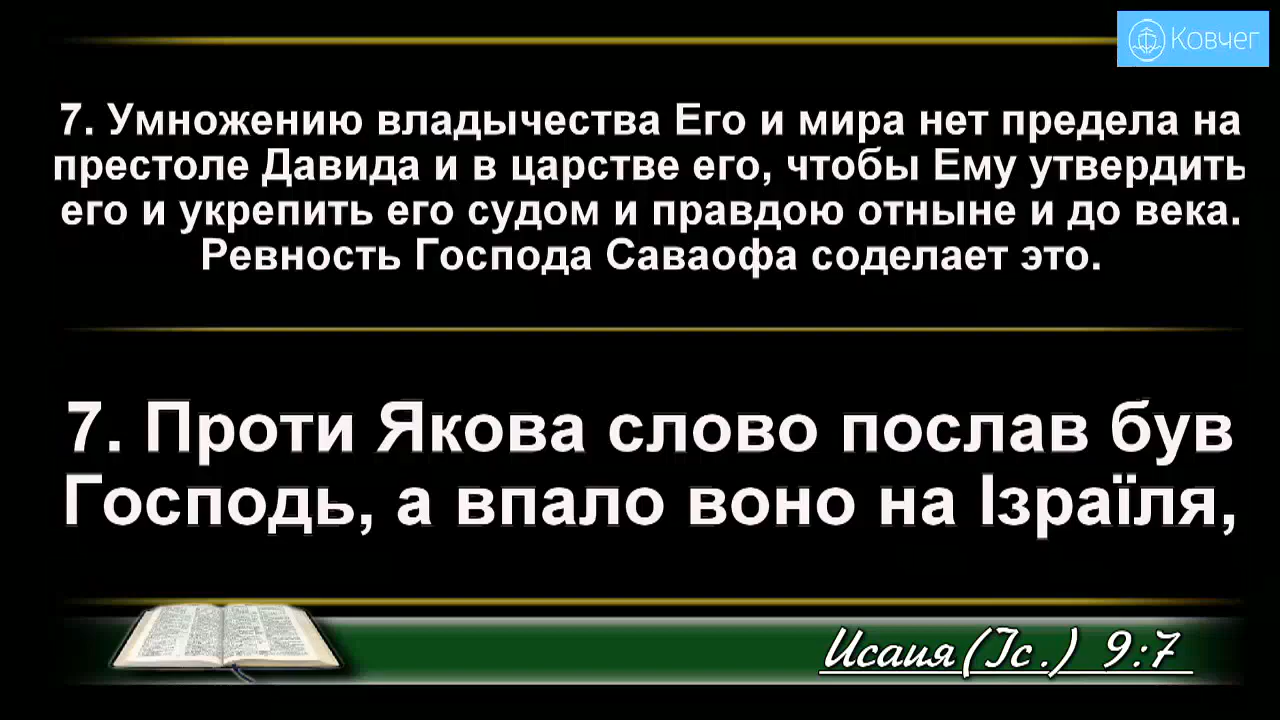 Ковчег
7. Умножению владычества Его и мира нет предела на
престоле Давида и в царстве его, чтобы Ему утвердить
его и укрепить его судом и правдою отныне и до века.
Ревность Господа Саваофа соделает это.
7. Проти Якова слово послав був
Господь, а впало воно на Ізраїля,
Исаия(Іс.) 9:7